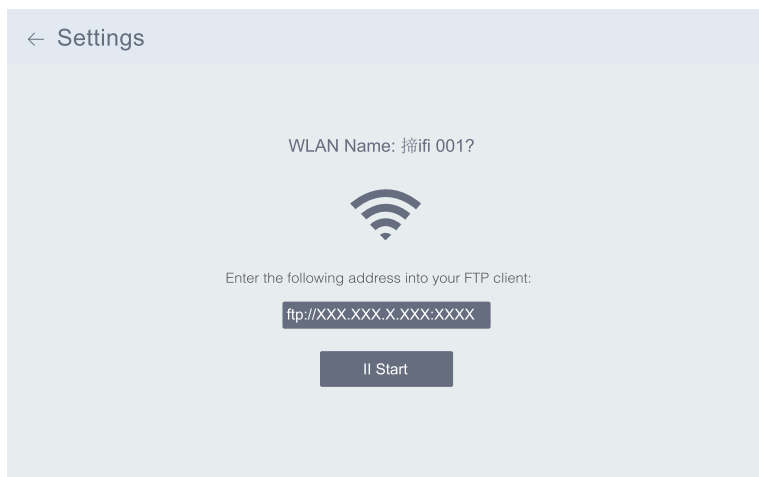 ← Settings
WLAN Name: 揥ifi 001?
Enter the following address into your FTP client:
ftp://XXX.XXX.X.XXX:XXXX
II Start